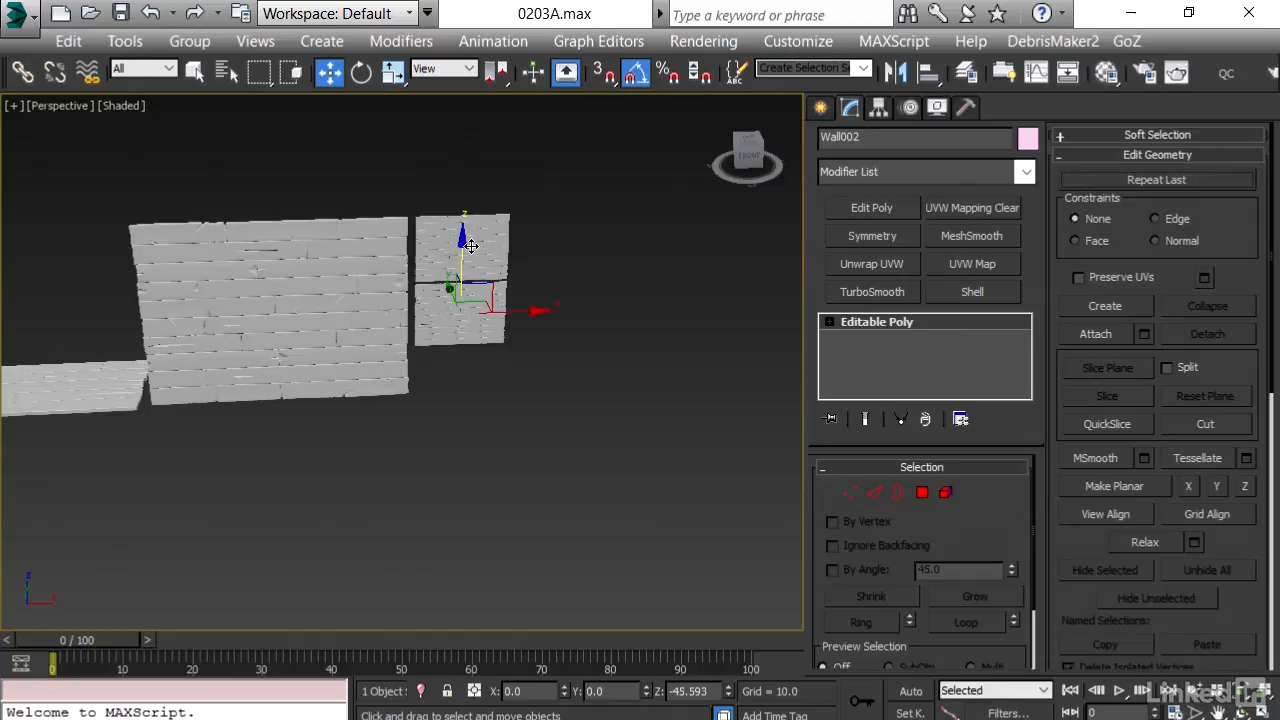 Workspace: Default
0203A.max
Type a keyword or phrase
Edit Tools Group Views Create Modifiers Animation Graph Editors Rendering Customize MAXScript Help DebrisMaker2 GoZ
All View 3 % ABC Create Selection Se QC
[+] [Perspective] [Shaded]
FRONT
z
x
Wall002
Modifier List
Edit Poly UVW Mapping Clear
Symmetry MeshSmooth
Unwrap UVW UVW Map
TurboSmooth Shell
Editable Poly
Selection
By Vertex
Ignore Backfacing
By Angle: 45.0
Shrink Grow
Ring Loop
Preview Selection
Off SubObj Multi
Soft Selection
Edit Geometry
Repeat Last
Constraints
None Edge
Face Normal
Preserve UVs
Create Collapse
Attach Detach
Slice Plane Split
Slice Reset Plane
QuickSlice Cut
MSmooth Tessellate
Make Planar X Y Z
View Align Grid Align
Relax
Hide Selected Unhide All
Hide Unselected
Named Selections:
Copy Paste
Delete Isolated Vertices
z
x
< 0 / 100 >
0 10 20 30 40 50 60 70 80 90 100
1 Object X: 0.0 Y: 0.0 Z: -45.593 Grid = 10.0 Auto Selected
Welcome to MAXScript. Click and drag to select and move objects Add Time Tag Set K. Filters... 0
LinkedIn